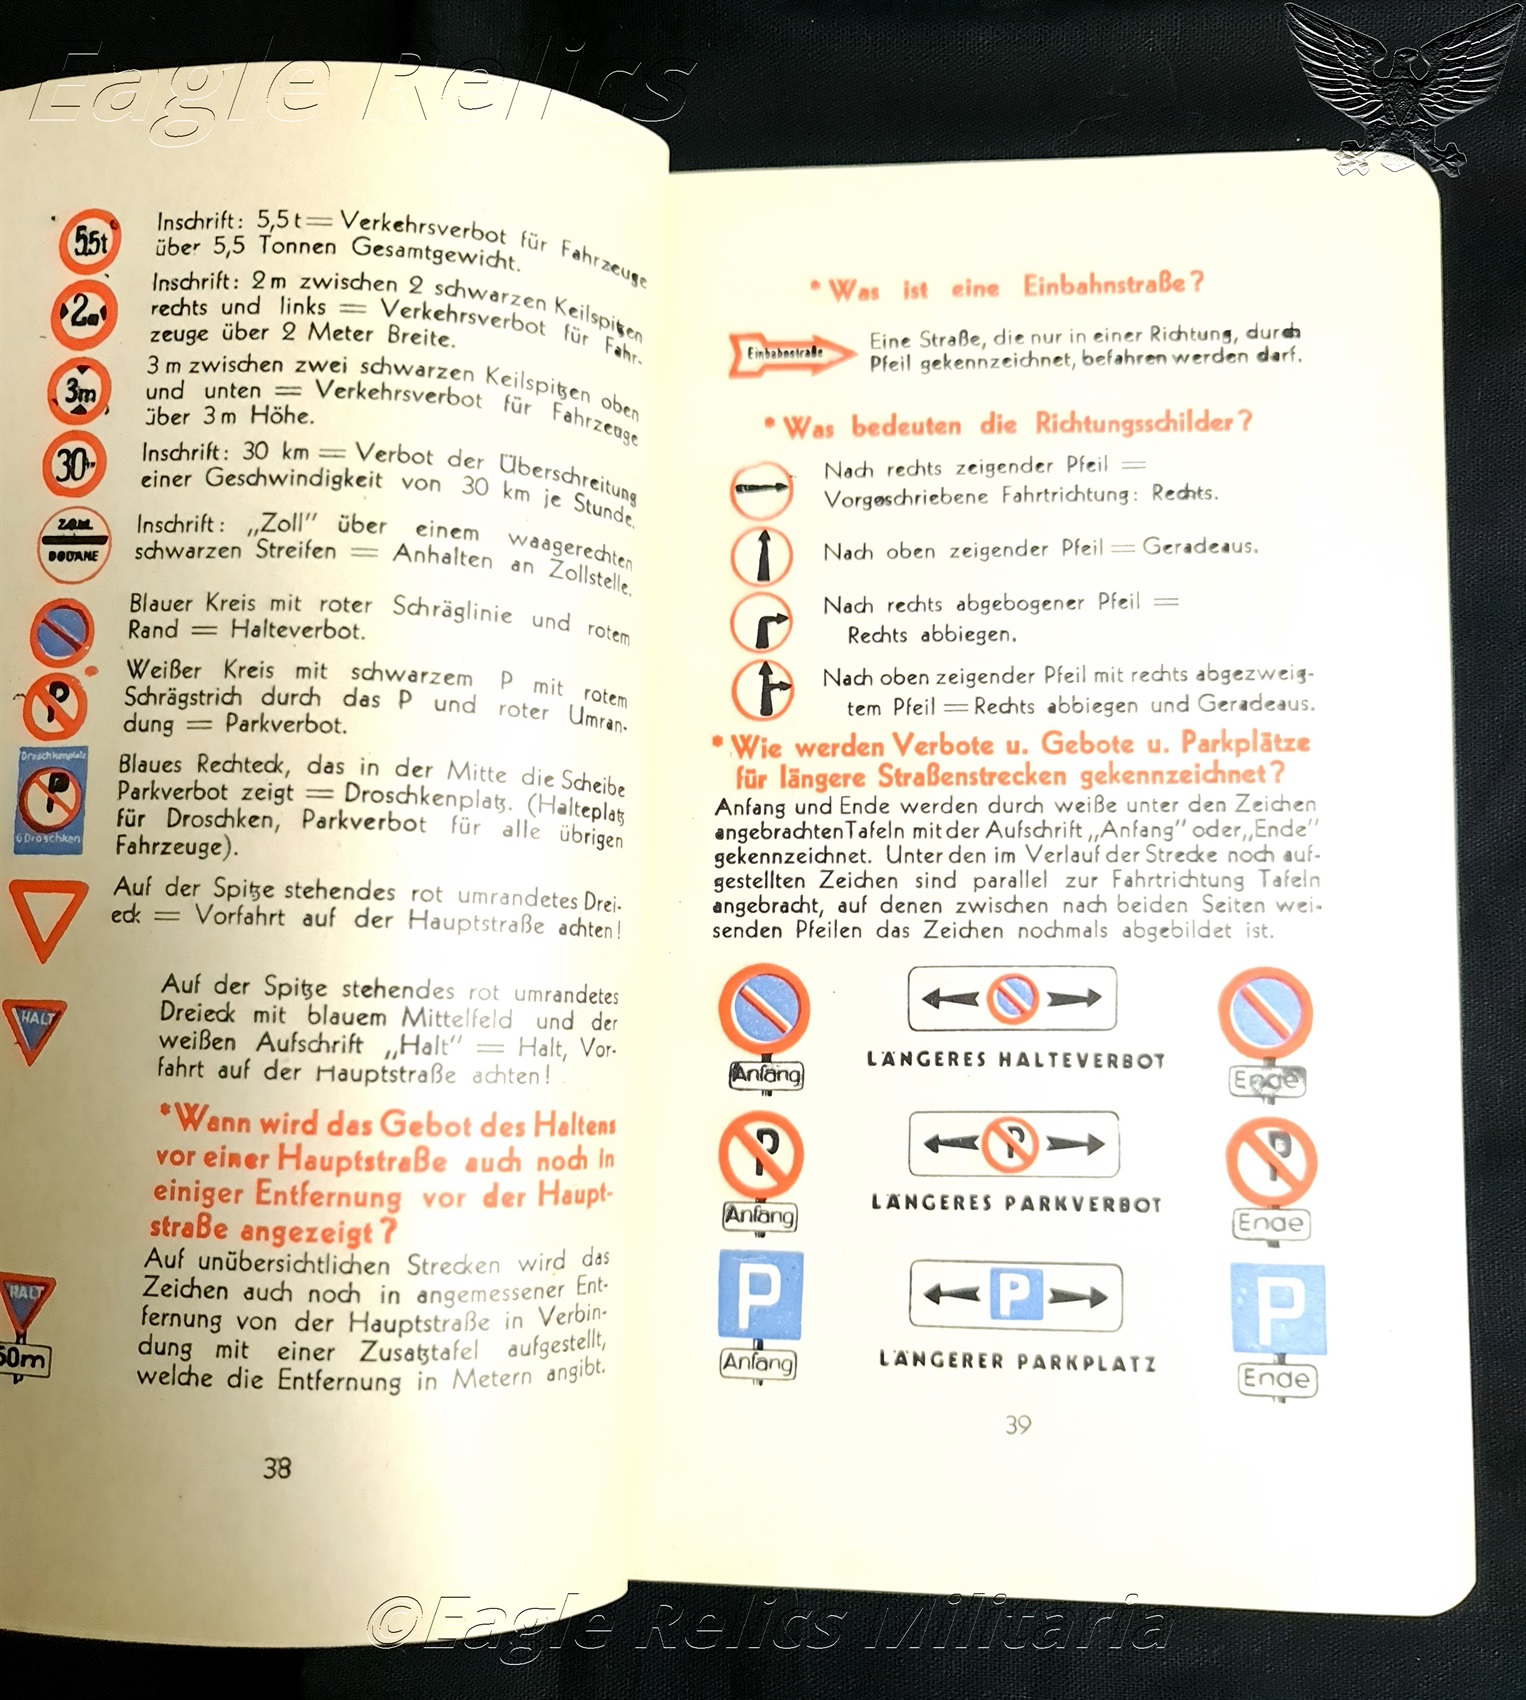 Eagle Relics
5,5t
Inschrift: 5,5 t = Verkehrsverbot für Fahrzeuge
über 5,5 Tonnen Gesamtgewicht.
2m
Inschrift: 2 m zwischen 2 schwarzen Keilspitzen
rechts und links = Verkehrsverbot für Fahr-
zeuge über 2 Meter Breite.
3m
3 m zwischen zwei schwarzen Keilspitzen oben
und unten = Verkehrsverbot für Fahrzeuge
über 3 m Höhe.
30
Inschrift: 30 km = Verbot der Überschreitung
einer Geschwindigkeit von 30 km je Stunde.
ZOLL
DOUANE
Inschrift: „Zoll" über einem waagerechten
schwarzen Streifen = Anhalten an Zollstelle.
Blauer Kreis mit roter Schräglinie und rotem
Rand = Halteverbot.
P
Weißer Kreis mit schwarzem P mit rotem
Schrägstrich durch das P und roter Umran-
dung = Parkverbot.
Droschkenplatz
P
6 Droschken
Blaues Rechteck, das in der Mitte die Scheibe
Parkverbot zeigt = Droschkenplatz. (Halteplatz
für Droschken, Parkverbot für alle übrigen
Fahrzeuge).
Auf der Spitze stehendes rot umrandetes Drei-
eck = Vorfahrt auf der Hauptstraße achten!
HALT
Auf der Spitze stehendes rot umrandetes
Dreieck mit blauem Mittelfeld und der
weißen Aufschrift „Halt" = Halt, Vor-
fahrt auf der Hauptstraße achten!
*Wann wird das Gebot des Haltens
vor einer Hauptstraße auch noch in
einiger Entfernung vor der Haupt-
straße angezeigt?
HALT
50m
Auf unübersichtlichen Strecken wird das
Zeichen auch noch in angemessener Ent-
fernung von der Hauptstraße in Verbin-
dung mit einer Zusatztafel aufgestellt,
welche die Entfernung in Metern angibt.
38
*Was ist eine Einbahnstraße?
Einbahnstraße
Eine Straße, die nur in einer Richtung, durch
Pfeil gekennzeichnet, befahren werden darf.
*Was bedeuten die Richtungsschilder?
Nach rechts zeigender Pfeil =
Vorgeschriebene Fahrtrichtung: Rechts.
Nach oben zeigender Pfeil = Geradeaus.
Nach rechts abgebogener Pfeil =
Rechts abbiegen.
Nach oben zeigender Pfeil mit rechts abgezweig-
tem Pfeil = Rechts abbiegen und Geradeaus.
*Wie werden Verbote u. Gebote u. Parkplätze
für längere Straßenstrecken gekennzeichnet?
Anfang und Ende werden durch weiße unter den Zeichen
angebrachten Tafeln mit der Aufschrift „Anfang" oder „Ende"
gekennzeichnet. Unter den im Verlauf der Strecke noch auf-
gestellten Zeichen sind parallel zur Fahrtrichtung Tafeln
angebracht, auf denen zwischen nach beiden Seiten wei-
senden Pfeilen das Zeichen nochmals abgebildet ist.
LÄNGERES HALTEVERBOT
Anfang
Ende
P
P
P
LÄNGERES PARKVERBOT
Anfang
Ende
P
P
P
LÄNGERER PARKPLATZ
Anfang
Ende
39
©Eagle Relics Militaria